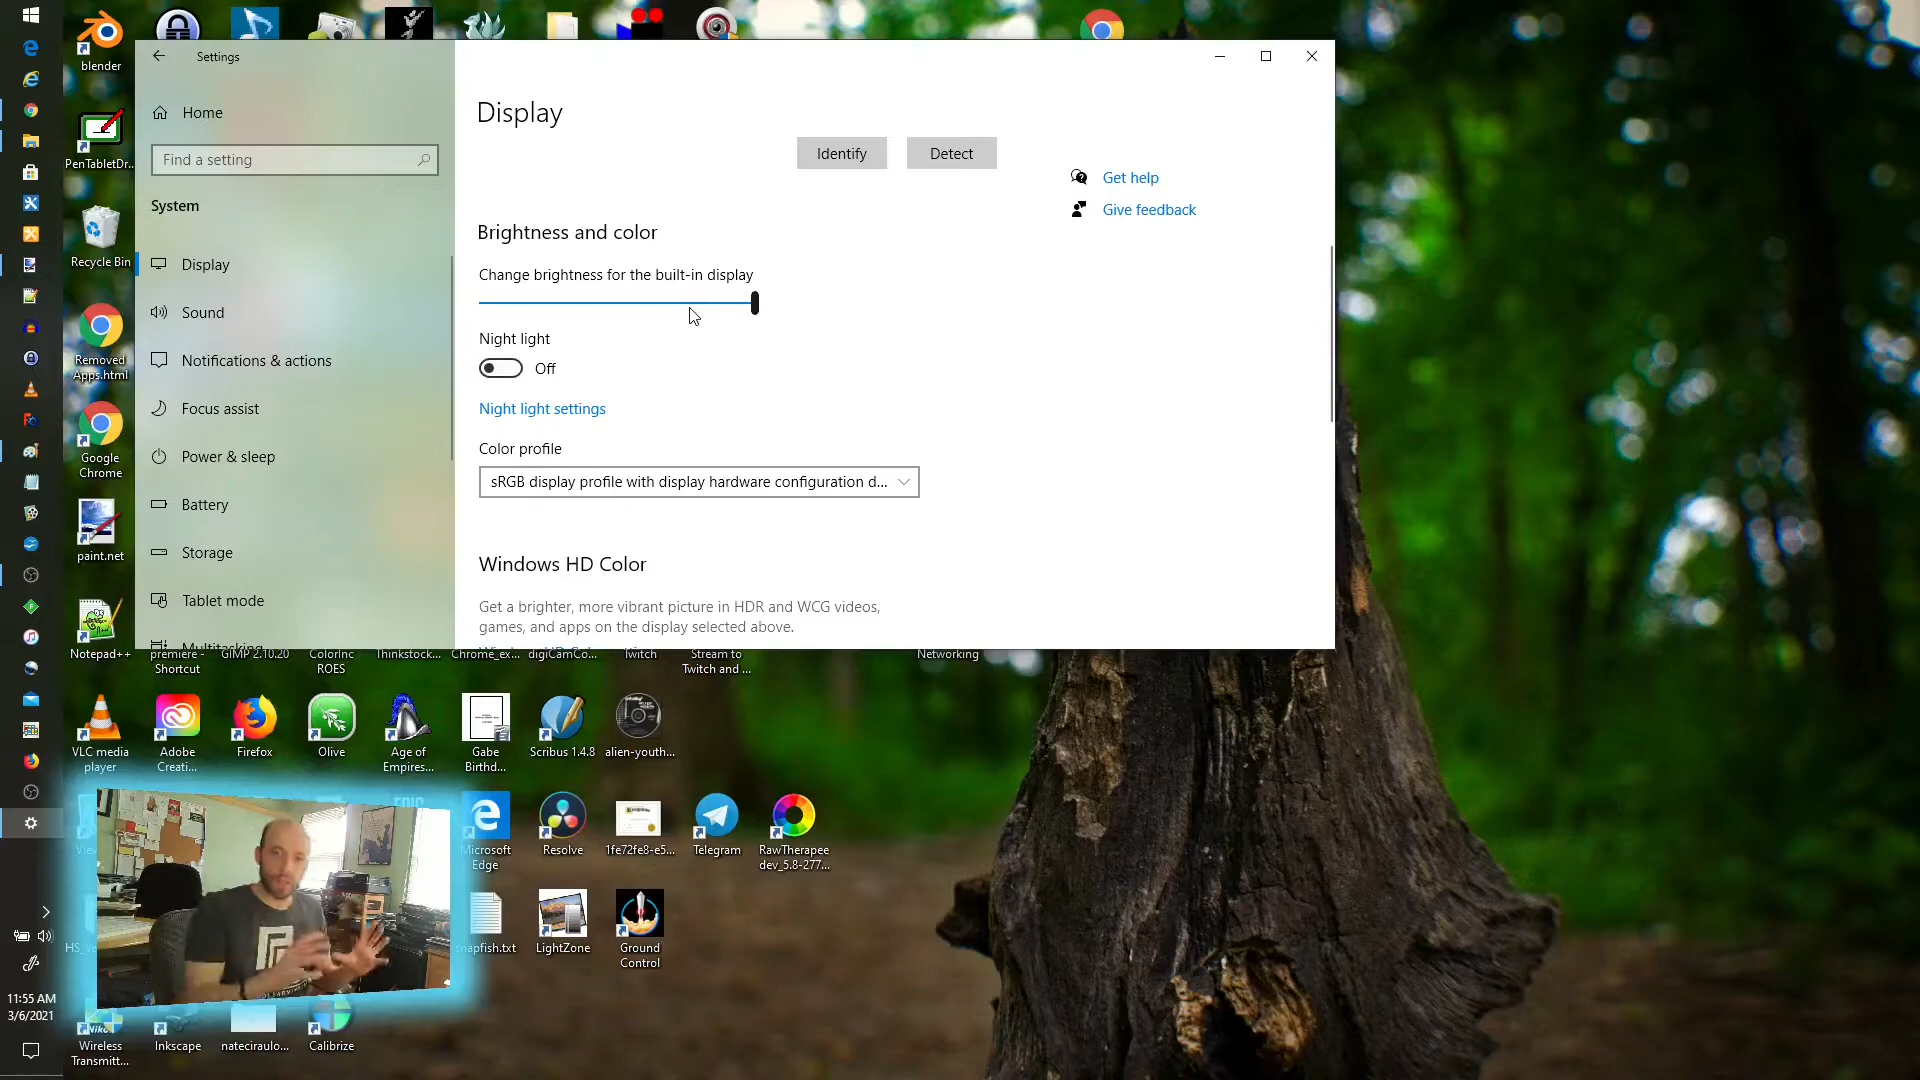 Settings
Home
Find a setting
System
Display
Sound
Notifications & actions
Focus assist
Power & sleep
Battery
Storage
Tablet mode
Multitasking
Display
Identify
Detect
Get help
Give feedback
Brightness and color
Change brightness for the built-in display
Night light
Off
Night light settings
Color profile
sRGB display profile with display hardware configuration d...
Windows HD Color
Get a brighter, more vibrant picture in HDR and WCG videos,
games, and apps on the display selected above.
blender
PenTabletDr...
Recycle Bin
Removed
Apps.html
Google
Chrome
paint.net
Notepad++
premiere -
Shortcut
GIMP 2.10.20
ColorInc
ROES
Thinkstock...
Chrome_ex...
digiCamCo...
Twitch
Stream to
Twitch and ...
Networking
VLC media
player
Adobe
Creati...
Firefox
Olive
Age of
Empires...
Gabe
Birthd...
Scribus 1.4.8
alien-youth...
Microsoft
Edge
Resolve
1fe72fe8-e5...
Telegram
RawTherapee
dev_5.8-277...
snapfish.txt
LightZone
Ground
Control
11:55 AM
3/6/2021
Wireless
Transmitt...
Inkscape
nateciraulo...
Calibrize